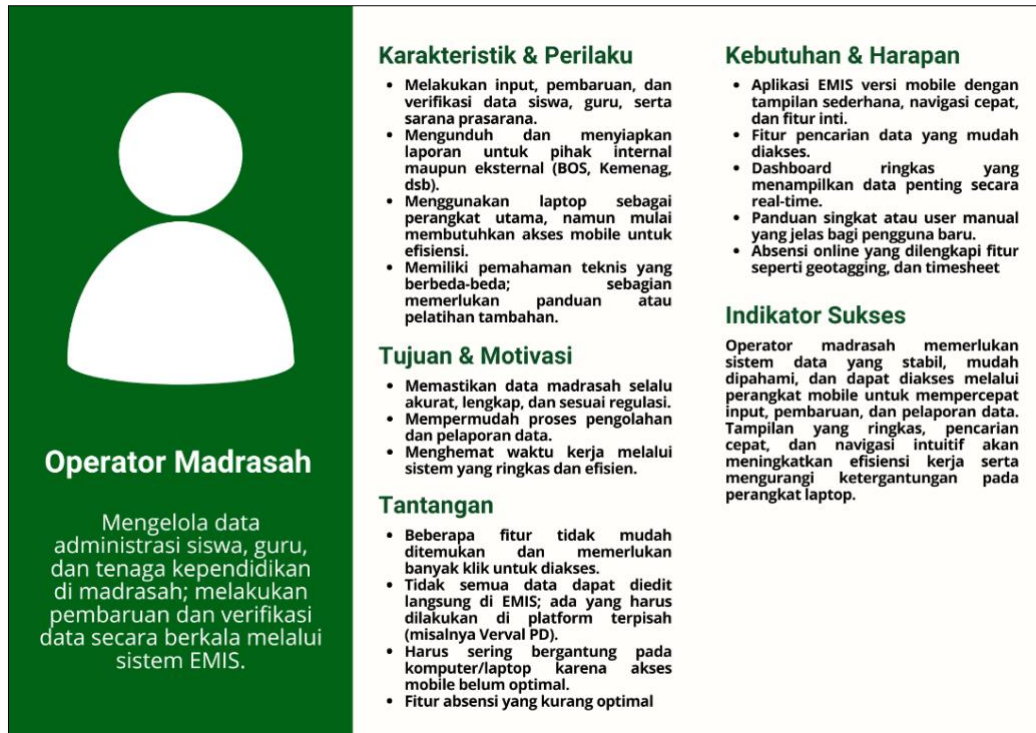 Operator Madrasah
Mengelola data
administrasi siswa, guru,
dan tenaga kependidikan
di madrasah; melakukan
pembaruan dan verifikasi
data secara berkala melalui
sistem EMIS.
Karakteristik & Perilaku
• Melakukan input, pembaruan, dan
verifikasi data siswa, guru, serta
sarana prasarana.
• Mengunduh dan menyiapkan
laporan untuk pihak internal
maupun eksternal (BOS, Kemenag,
dsb).
• Menggunakan laptop sebagai
perangkat utama, namun mulai
membutuhkan akses mobile untuk
efisiensi.
• Memiliki pemahaman teknis yang
berbeda-beda; sebagian
memerlukan panduan atau
pelatihan tambahan.
Tujuan & Motivasi
• Memastikan data madrasah selalu
akurat, lengkap, dan sesuai regulasi.
• Mempermudah proses pengolahan
dan pelaporan data.
• Menghemat waktu kerja melalui
sistem yang ringkas dan efisien.
Tantangan
• Beberapa fitur tidak mudah
ditemukan dan memerlukan
banyak klik untuk diakses.
• Tidak semua data dapat diedit
langsung di EMIS; ada yang harus
dilakukan di platform terpisah
(misalnya Verval PD).
• Harus sering bergantung pada
komputer/laptop karena akses
mobile belum optimal.
• Fitur absensi yang kurang optimal
Kebutuhan & Harapan
• Aplikasi EMIS versi mobile dengan
tampilan sederhana, navigasi cepat,
dan fitur inti.
• Fitur pencarian data yang mudah
diakses.
• Dashboard ringkas yang
menampilkan data penting secara
real-time.
• Panduan singkat atau user manual
yang jelas bagi pengguna baru.
• Absensi online yang dilengkapi fitur
seperti geotagging, dan timesheet
Indikator Sukses
Operator madrasah memerlukan
sistem data yang stabil, mudah
dipahami, dan dapat diakses melalui
perangkat mobile untuk mempercepat
input, pembaruan, dan pelaporan data.
Tampilan yang ringkas, pencarian
cepat, dan navigasi intuitif akan
meningkatkan efisiensi kerja serta
mengurangi ketergantungan pada
perangkat laptop.